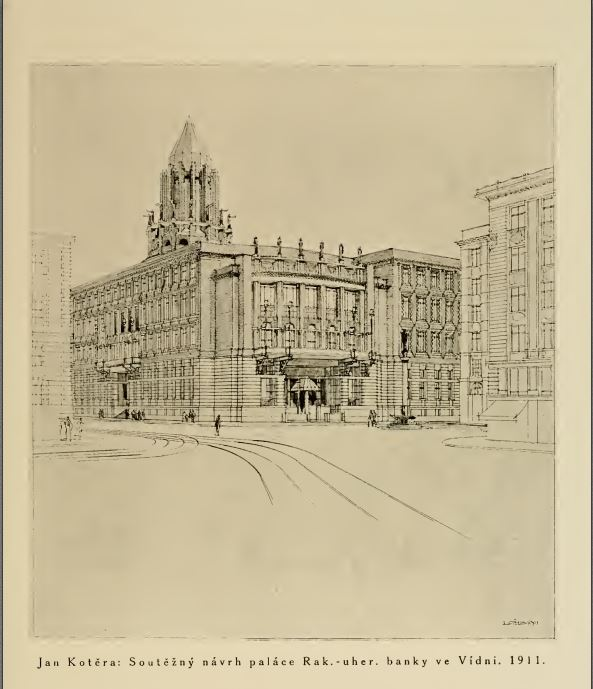 Jan Kotěra: Soutěžný návrh paláce Rak.-uher. banky ve Vídni. 1911.